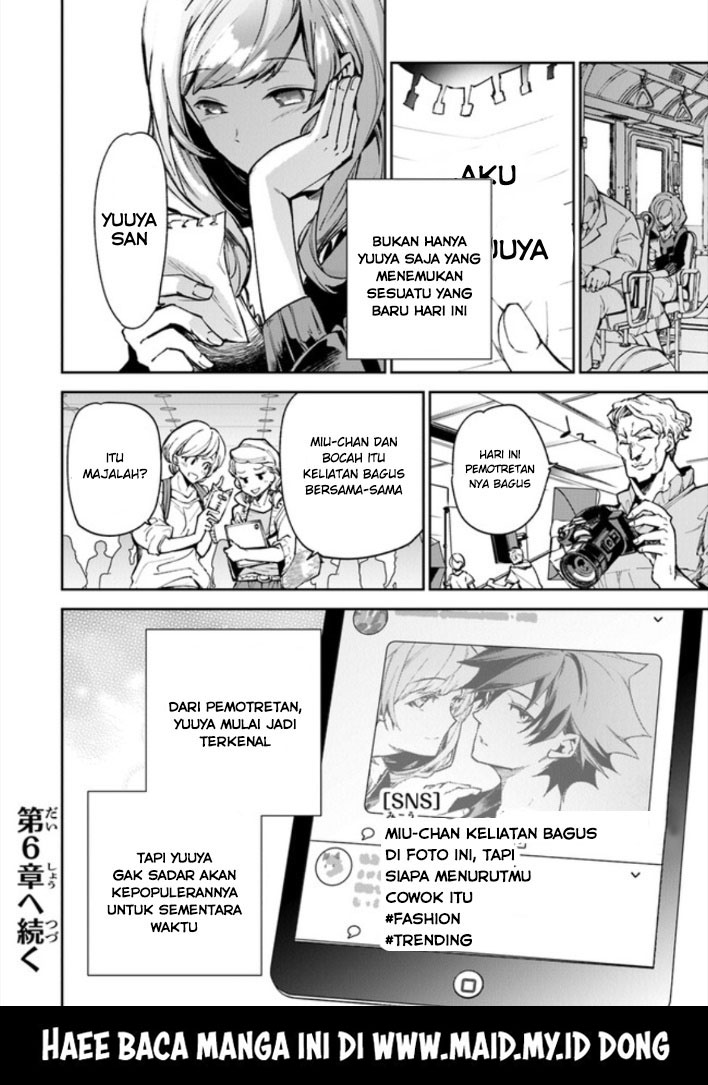 AKU
UUYA
BUKAN HANYA
YUUYA SAJA YANG
MENEMUKAN
SESUATU YANG
BARU HARI INI
YUUYA
SAN
HARI INI
PEMOTRETAN
NYA BAGUS
MIU-CHAN DAN
BOCAH ITU
KELIATAN BAGUS
BERSAMA-SAMA
ITU
MAJALAH?
[SNS]
MIU-CHAN KELIATAN BAGUS
DI FOTO INI, TAPI
SIAPA MENURUTMU
COWOK ITU
#FASHION
#TRENDING
DARI PEMOTRETAN,
YUUYA MULAI JADI
TERKENAL
TAPI YUUYA
GAK SADAR AKAN
KEPOPULERANNYA
UNTUK SEMENTARA
WAKTU
第6章へ続く
HAEE BACA MANGA INI DI WWW.MAID.MY.ID DONG